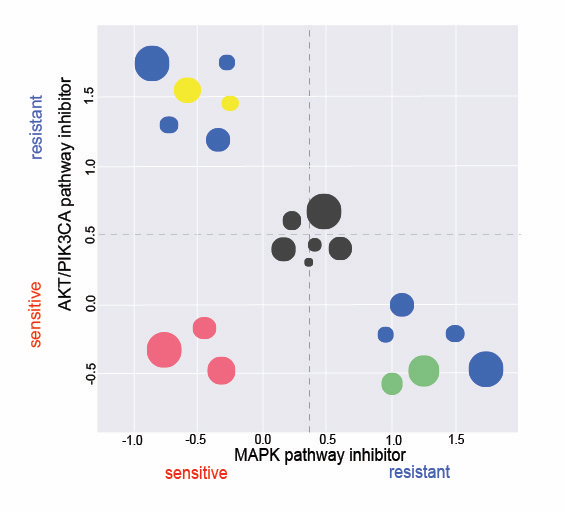 resistant
sensitive
AKT/PIK3CA pathway inhibitor
1.5
1.0
0.5
0.0
-0.5
-1.0 -0.5 0.0 0.5 1.0 1.5
MAPK pathway inhibitor
sensitive resistant